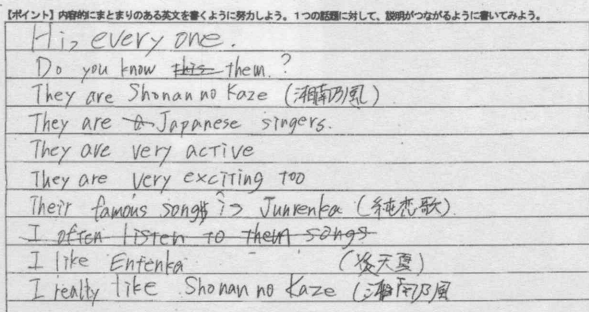 【ポイント】内容的にまとまりのある英文を書くように努力しよう。1つの話題に対して、説明がつながるように書いてみよう。
Hi, every one.
Do you know this them.?
They are Shonan no Kaze (湘南乃風)
They are a Japanese singers.
They are very active
They are very exciting too
Their famous songs is Junrenka (純恋歌)
I often listen to them songs
I like Entenka (炎天夏)
I really like Shonan no Kaze (湘南乃風